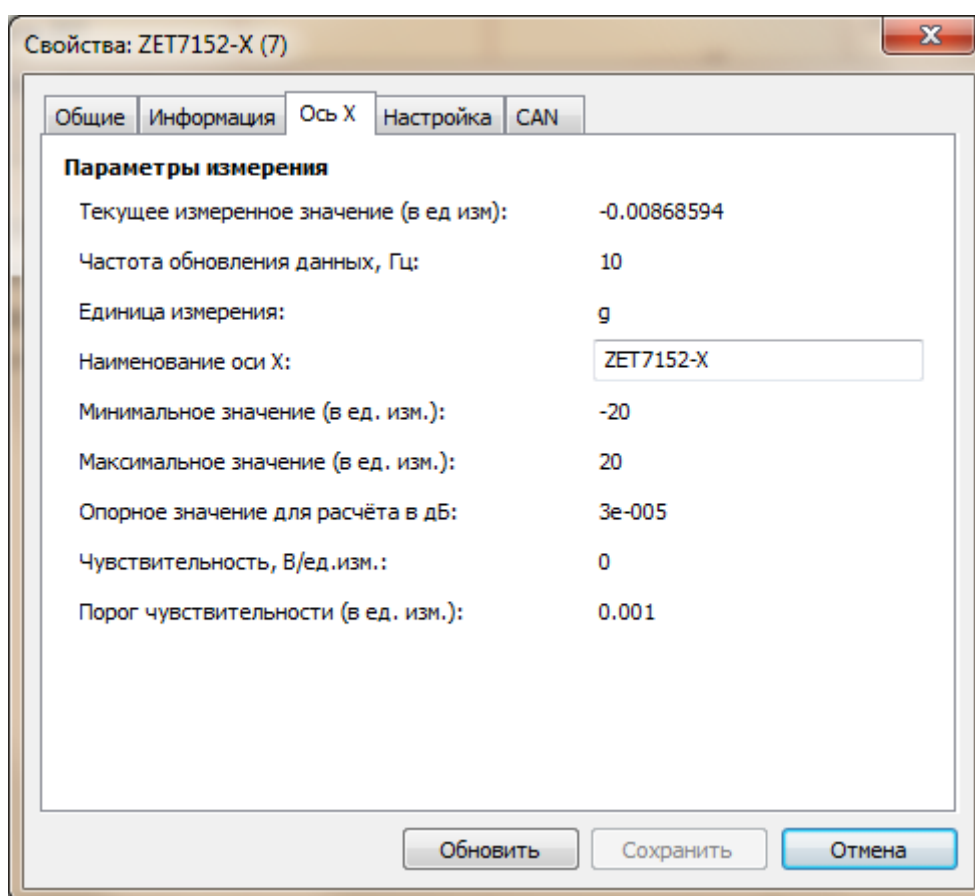 Свойства: ZET7152-X (7)
Общие Информация Ось X Настройка CAN
Параметры измерения
Текущее измеренное значение (в ед изм): -0.00868594
Частота обновления данных, Гц: 10
Единица измерения: g
Наименование оси X: ZET7152-X
Минимальное значение (в ед. изм.): -20
Максимальное значение (в ед. изм.): 20
Опорное значение для расчёта в дБ: 3e-005
Чувствительность, В/ед.изм.: 0
Порог чувствительности (в ед. изм.): 0.001
Обновить Сохранить Отмена